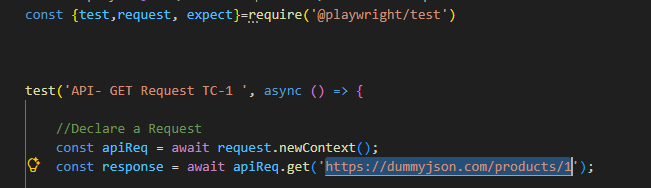 const {test,request, expect}=require('@playwright/test')
test('API- GET Request TC-1 ', async () => {
//Declare a Request
const apiReq = await request.newContext();
const response = await apiReq.get('https://dummyjson.com/products/1');